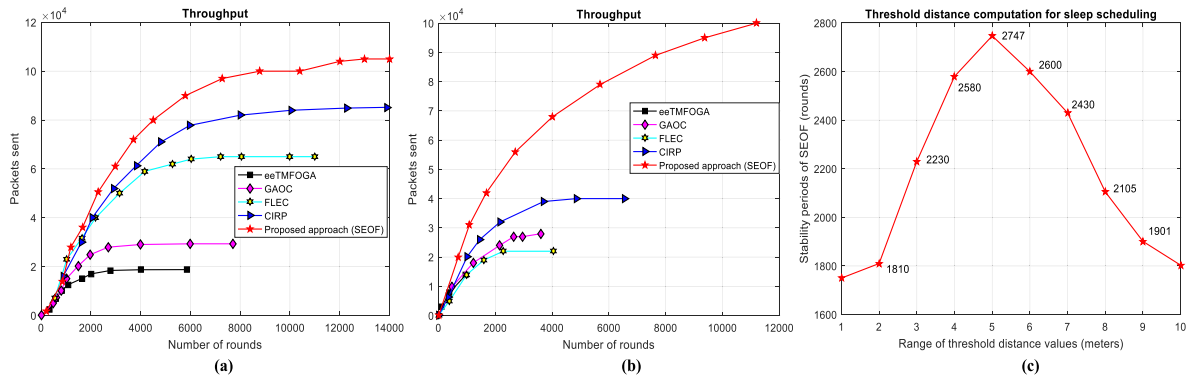 Throughput
×10⁴
12
10
8
6
4
2
0
Packets sent
0 2000 4000 6000 8000 10000 12000 14000
Number of rounds
eeTMFOGA
GAOC
FLEC
CIRP
Proposed approach (SEOF)
(a)
Throughput
×10⁴
10
9
8
7
6
5
4
3
2
1
0
Packets sent
0 2000 4000 6000 8000 10000 12000
Number of rounds
eeTMFOGA
GAOC
FLEC
CIRP
Proposed approach (SEOF)
(b)
Threshold distance computation for sleep scheduling
2800
2600
2400
2200
2000
1800
1600
Stability periods of SEOF (rounds)
1810
2230
2580
2747
2600
2430
2105
1901
1 2 3 4 5 6 7 8 9 10
Range of threshold distance values (meters)
(c)